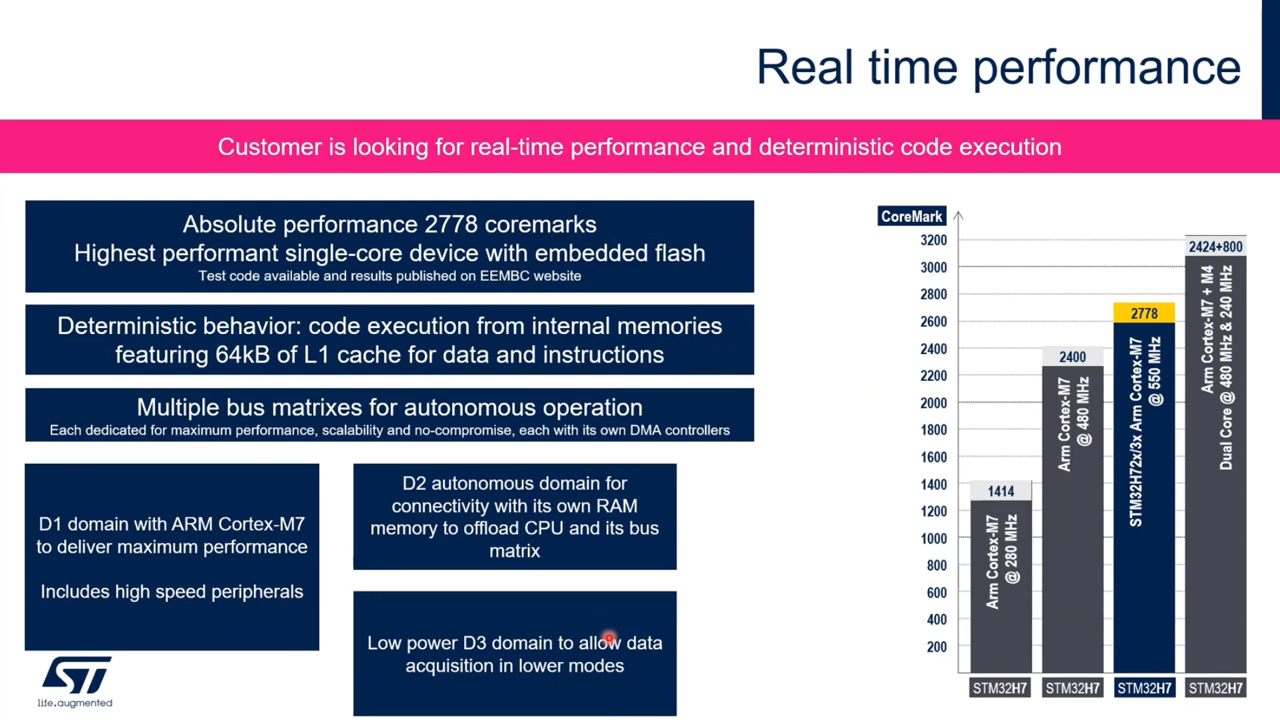 Real time performance
Customer is looking for real-time performance and deterministic code execution
Absolute performance 2778 coremarks
Highest performant single-core device with embedded flash
Test code available and results published on EEMBC website
Deterministic behavior: code execution from internal memories
featuring 64kB of L1 cache for data and instructions
Multiple bus matrixes for autonomous operation
Each dedicated for maximum performance, scalability and no-compromise, each with its own DMA controllers
D1 domain with ARM Cortex-M7
to deliver maximum performance
Includes high speed peripherals
D2 autonomous domain for
connectivity with its own RAM
memory to offload CPU and its bus
matrix
Low power D3 domain to allow data
acquisition in lower modes
ST
life.augmented
CoreMark
3200
3000
2800
2600
2400
2200
2000
1800
1600
1400
1200
1000
800
600
400
200
1414
Arm Cortex-M7
@ 280 MHz
STM32H7
2400
Arm Cortex-M7
@ 480 MHz
STM32H7
2778
STM32H72x/3x Arm Cortex-M7
@ 550 MHz
STM32H7
2424+800
Arm Cortex-M7 + M4
Dual Core @ 480 MHz & 240 MHz
STM32H7